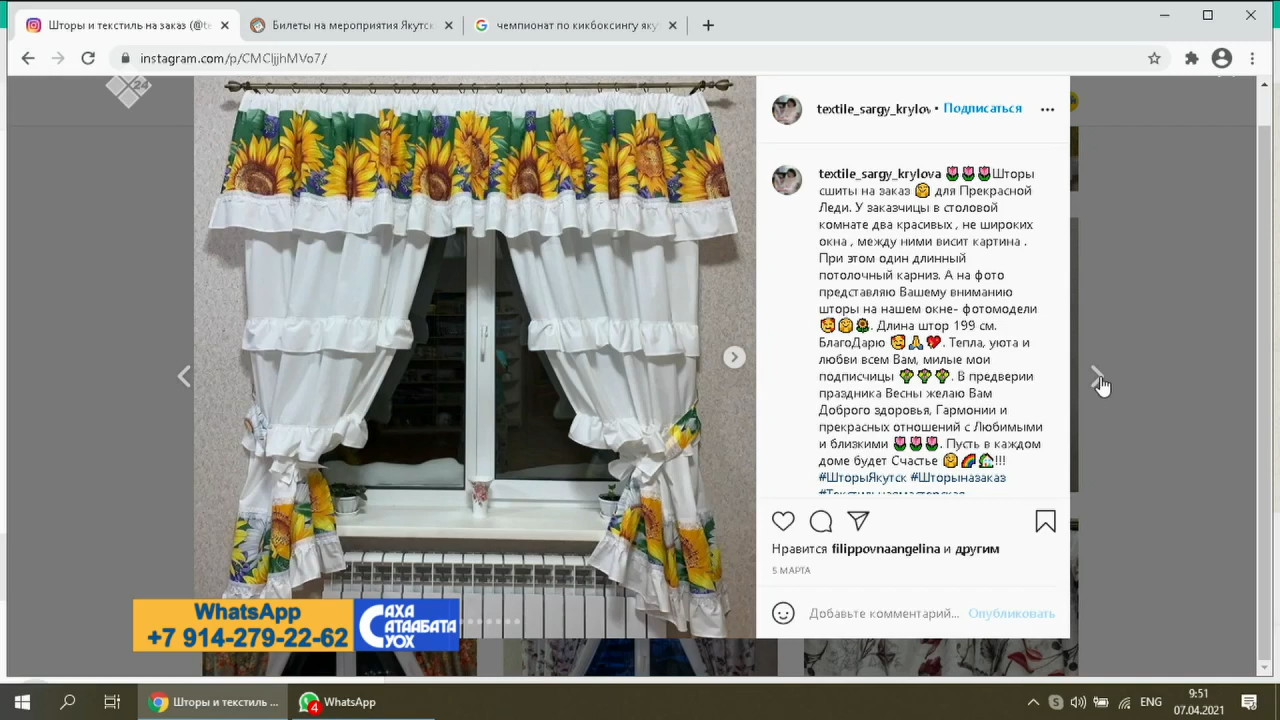 Шторы и текстиль на заказ (@te
Билеты на мероприятия Якутск
чемпионат по кикбоксингу яку
instagram.com/p/CMCljjhMVo7/
24
textile_sargy_krylov • Подписаться
textile_sargy_krylova 🌷🌷🌷Шторы
сшиты на заказ 🤗 для Прекрасной
Леди. У заказчицы в столовой
комнате два красивых , не широких
окна , между ними висит картина .
При этом один длинный
потолочный карниз. А на фото
представляю Вашему вниманию
шторы на нашем окне- фотомодели
🥰🤗🌻. Длина штор 199 см.
БлагоДарю 🥰🙏💖. Тепла, уюта и
любви всем Вам, милые мои
подписчицы 💐💐💐. В предверии
праздника Весны желаю Вам
Доброго здоровья, Гармонии и
прекрасных отношений с Любимыми
и близкими 🌷🌷🌷. Пусть в каждом
доме будет Счастье 🤗🌈🏡!!!
#ШторыЯкутск #Шторыназаказ
#Текстильнаямастерская
Нравится filippovnaangelina и другим
5 МАРТА
Добавьте комментарий... Опубликовать
WhatsApp
+7 914-279-22-62
САХА
САТААБАТА
УОХ
Шторы и текстиль ...
4 WhatsApp
ENG
9:51
07.04.2021